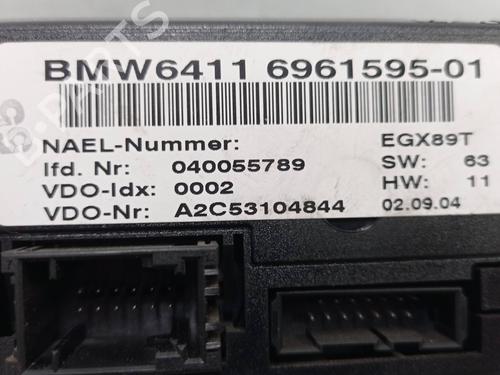 BMW6411 6961595-01
NAEL-Nummer: EGX89T
lfd. Nr: 040055789 SW: 63
VDO-Idx: 0002 HW: 11
VDO-Nr: A2C53104844 02.09.04
B-PARTS